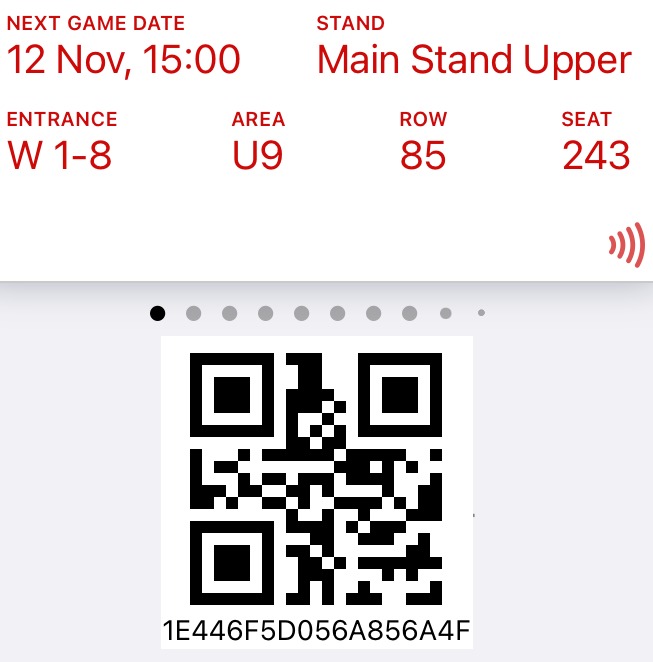 NEXT GAME DATE STAND
12 Nov, 15:00 Main Stand Upper
ENTRANCE AREA ROW SEAT
W 1-8 U9 85 243
1E446F5D056A856A4F